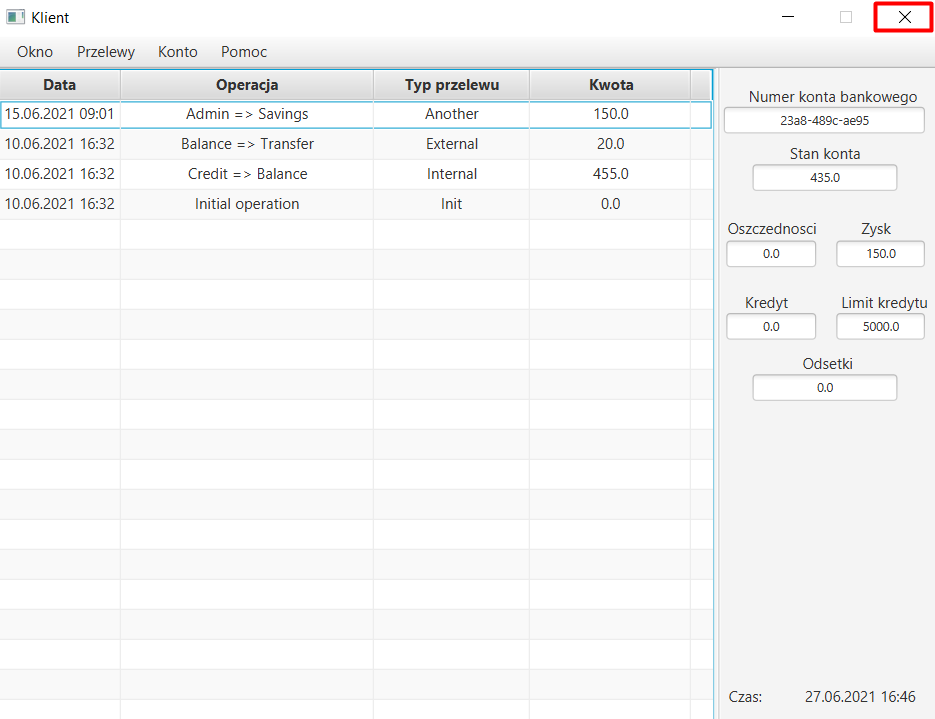 Klient
Okno Przelewy Konto Pomoc
Data Operacja Typ przelewu Kwota
15.06.2021 09:01 Admin => Savings Another 150.0
10.06.2021 16:32 Balance => Transfer External 20.0
10.06.2021 16:32 Credit => Balance Internal 455.0
10.06.2021 16:32 Initial operation Init 0.0
Numer konta bankowego
23a8-489c-ae95
Stan konta
435.0
Oszczednosci Zysk
0.0 150.0
Kredyt Limit kredytu
0.0 5000.0
Odsetki
0.0
Czas: 27.06.2021 16:46